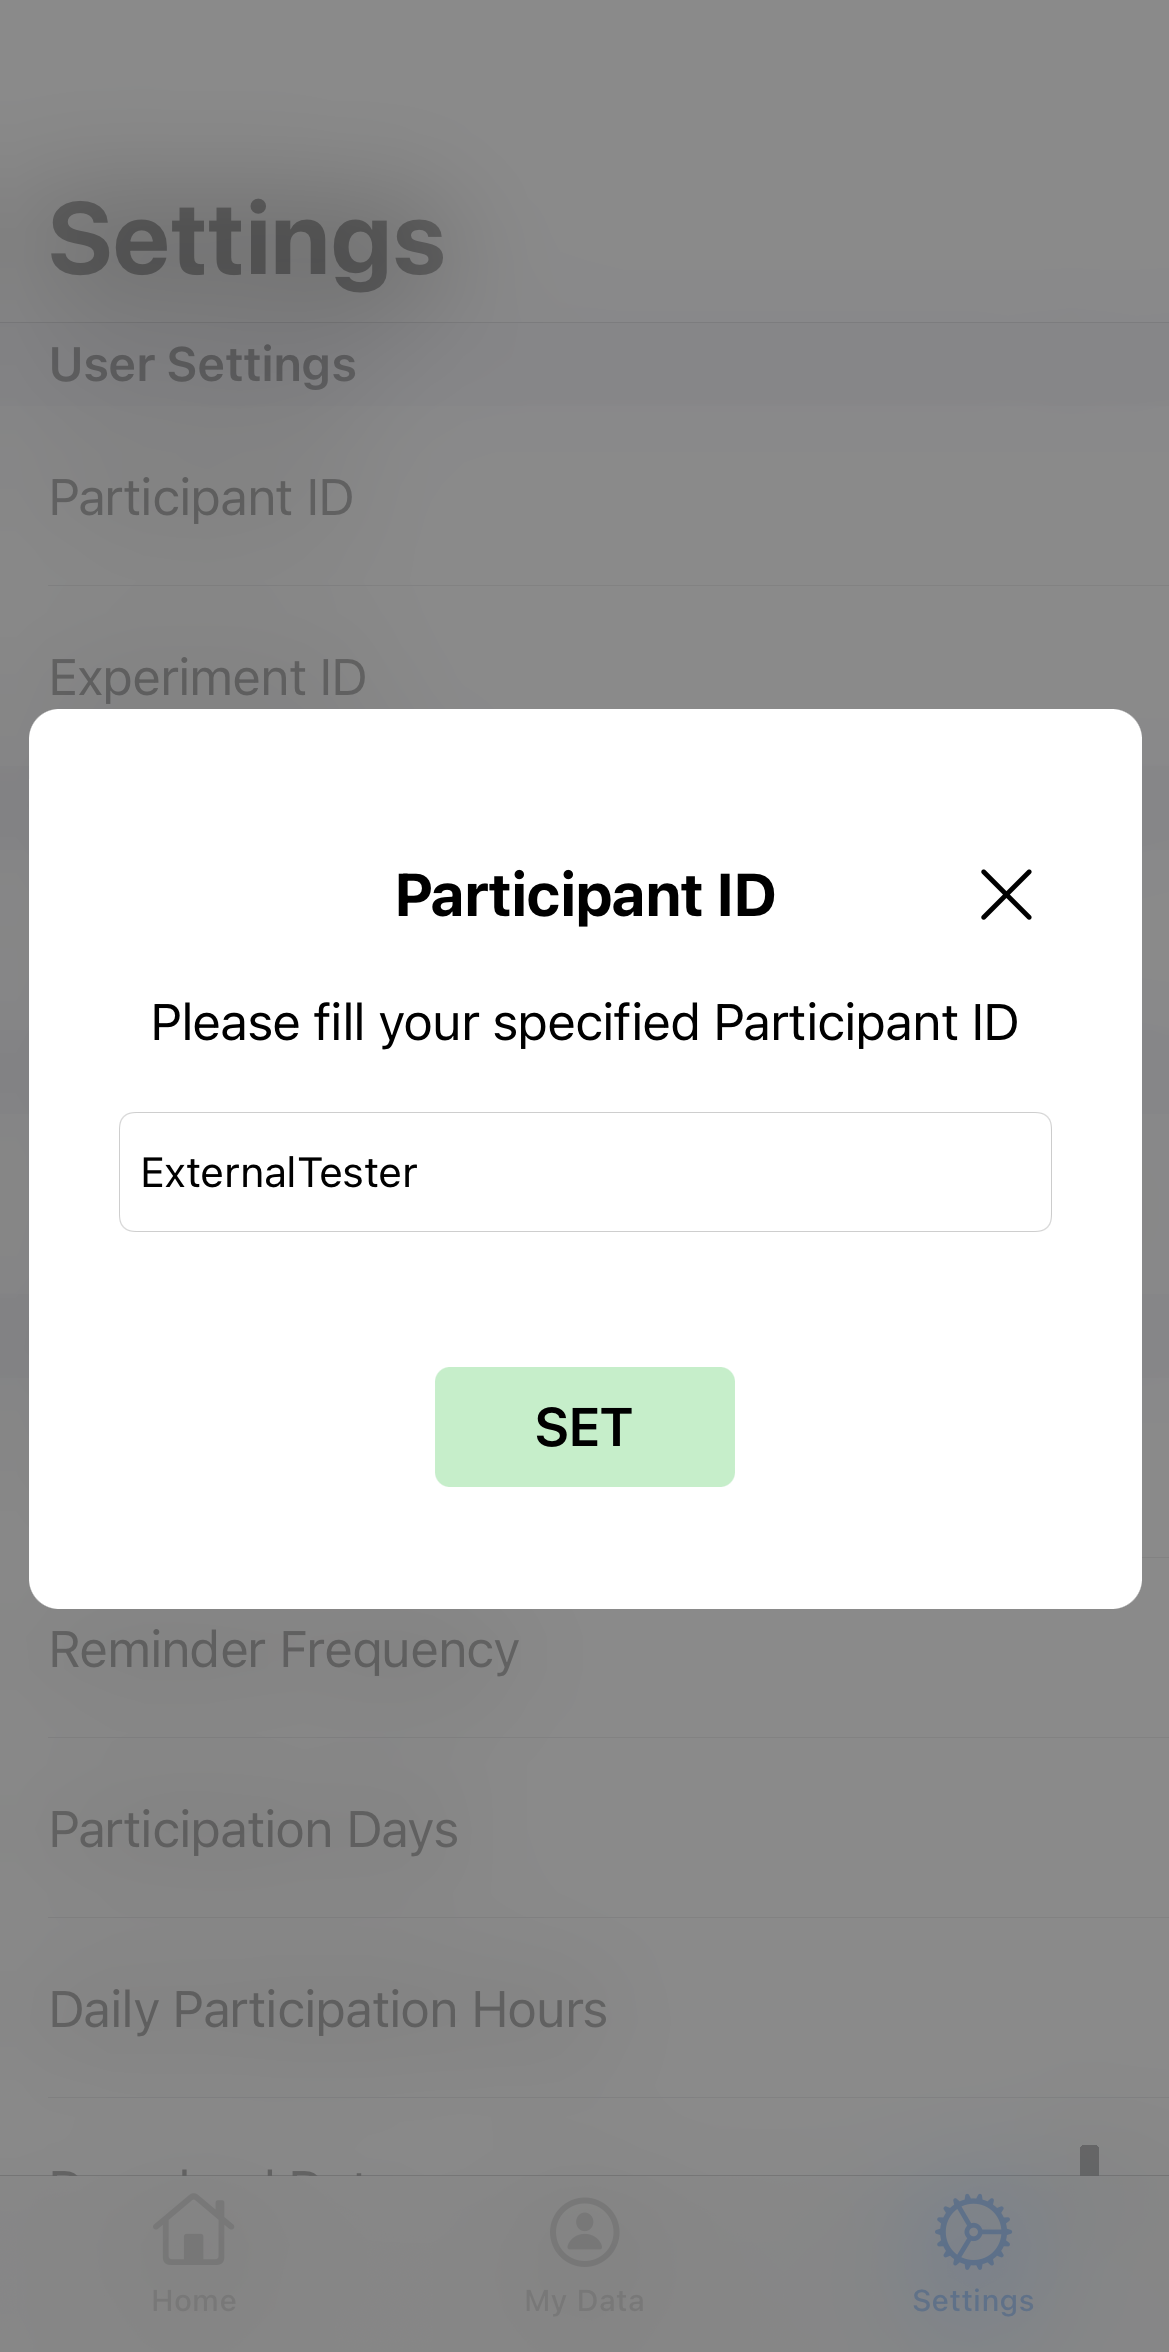 Settings
User Settings
Participant ID
Experiment ID
Participant ID
Please fill your specified Participant ID
ExternalTester
SET
Reminder Frequency
Participation Days
Daily Participation Hours
Home
My Data
Settings